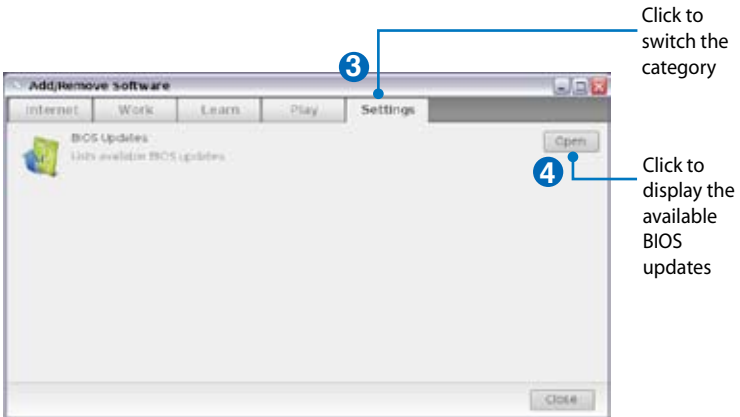 Click to
switch the
category
3
Add/Remove Software
Internet Work Learn Play Settings
BIOS Updates
Lists available BIOS updates
Open
4
Click to
display the
available
BIOS
updates
Close